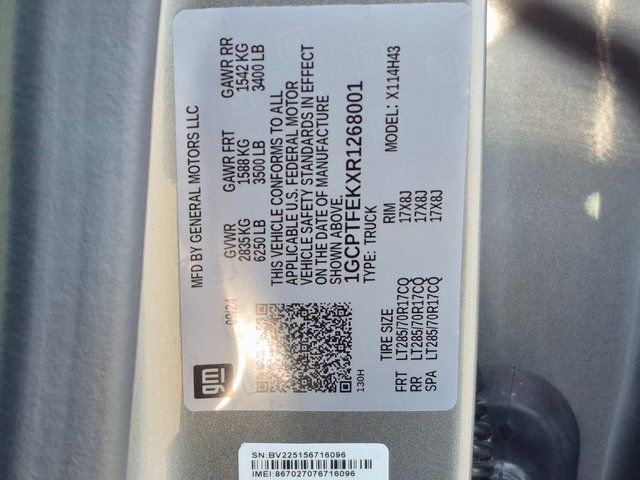 gm
MFD BY GENERAL MOTORS LLC
GVWR GAWR FRT GAWR RR
2835 KG 1588 KG 1542 KG
6250 LB 3500 LB 3400 LB
THIS VEHICLE CONFORMS TO ALL
APPLICABLE U.S. FEDERAL MOTOR
VEHICLE SAFETY STANDARDS IN EFFECT
ON THE DATE OF MANUFACTURE
SHOWN ABOVE.
1GCPTFEKXR1268001
TYPE: TRUCK MODEL: X114H43
TIRE SIZE RIM
FRT LT285/70R17CQ 17X8J
RR LT285/70R17CQ 17X8J
SPA LT285/70R17CQ 17X8J
130H
SN:BV225156716096
IMEI:867027076716096